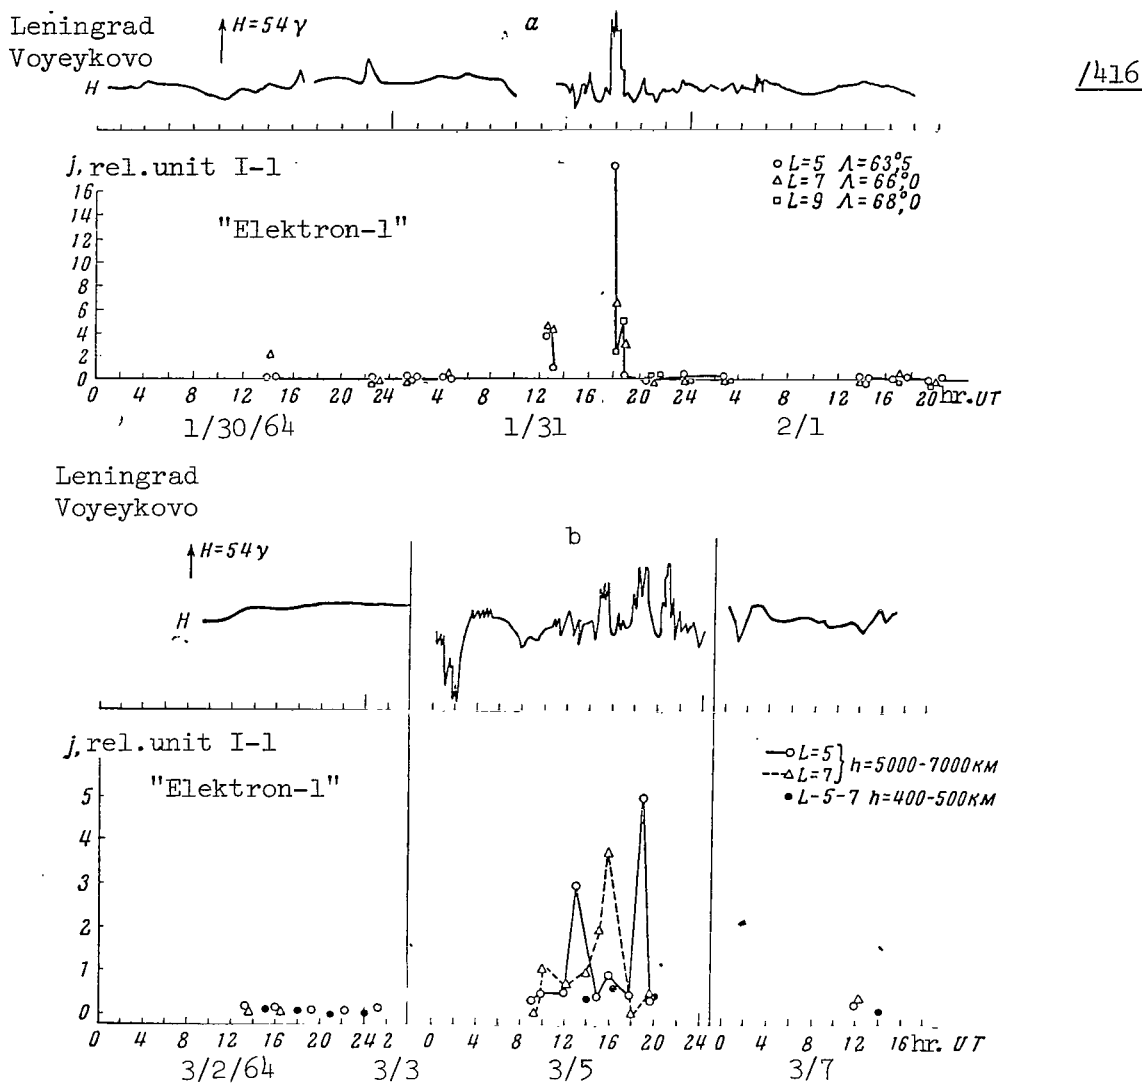 Leningrad
Voyeykovo
H=54γ
a
/416
H
j, rel.unit I-1
"Elektron-1"
L=5 Λ=63°,5
L=7 Λ=66°,0
L=9 Λ=68°,0
16
14
12
10
8
6
4
2
0
0 4 8 12 16 20 24 4 8 12 16 20 24 4 8 12 16 20 hr. UT
1/30/64 1/31 2/1
Leningrad
Voyeykovo
b
H=54γ
H
j, rel.unit I-1
"Elektron-1"
L=5
L=7
h=5000-7000км
L-5-7 h=400-500км
5
4
3
2
1
0
0 4 8 12 16 20 24 2 0 4 8 12 16 20 24 0 4 8 12 16 hr. UT
3/2/64 3/3 3/5 3/7